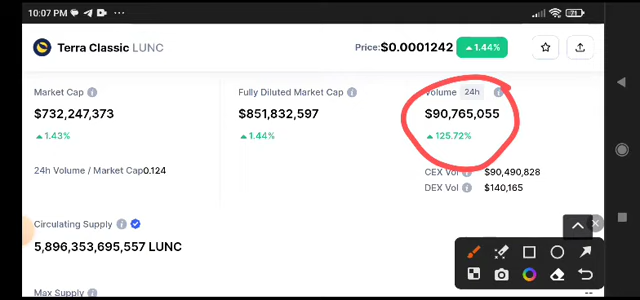 10:07 PM
71
Terra Classic LUNC
Price:$0.0001242 1.44%
Market Cap
$732,247,373
1.43%
24h Volume / Market Cap0.124
Fully Diluted Market Cap
$851,832,597
1.44%
Volume 24h
$90,765,055
125.72%
CEX Vol $90,490,828
DEX Vol $140,165
Circulating Supply
5,896,353,695,557 LUNC
Max Supply --